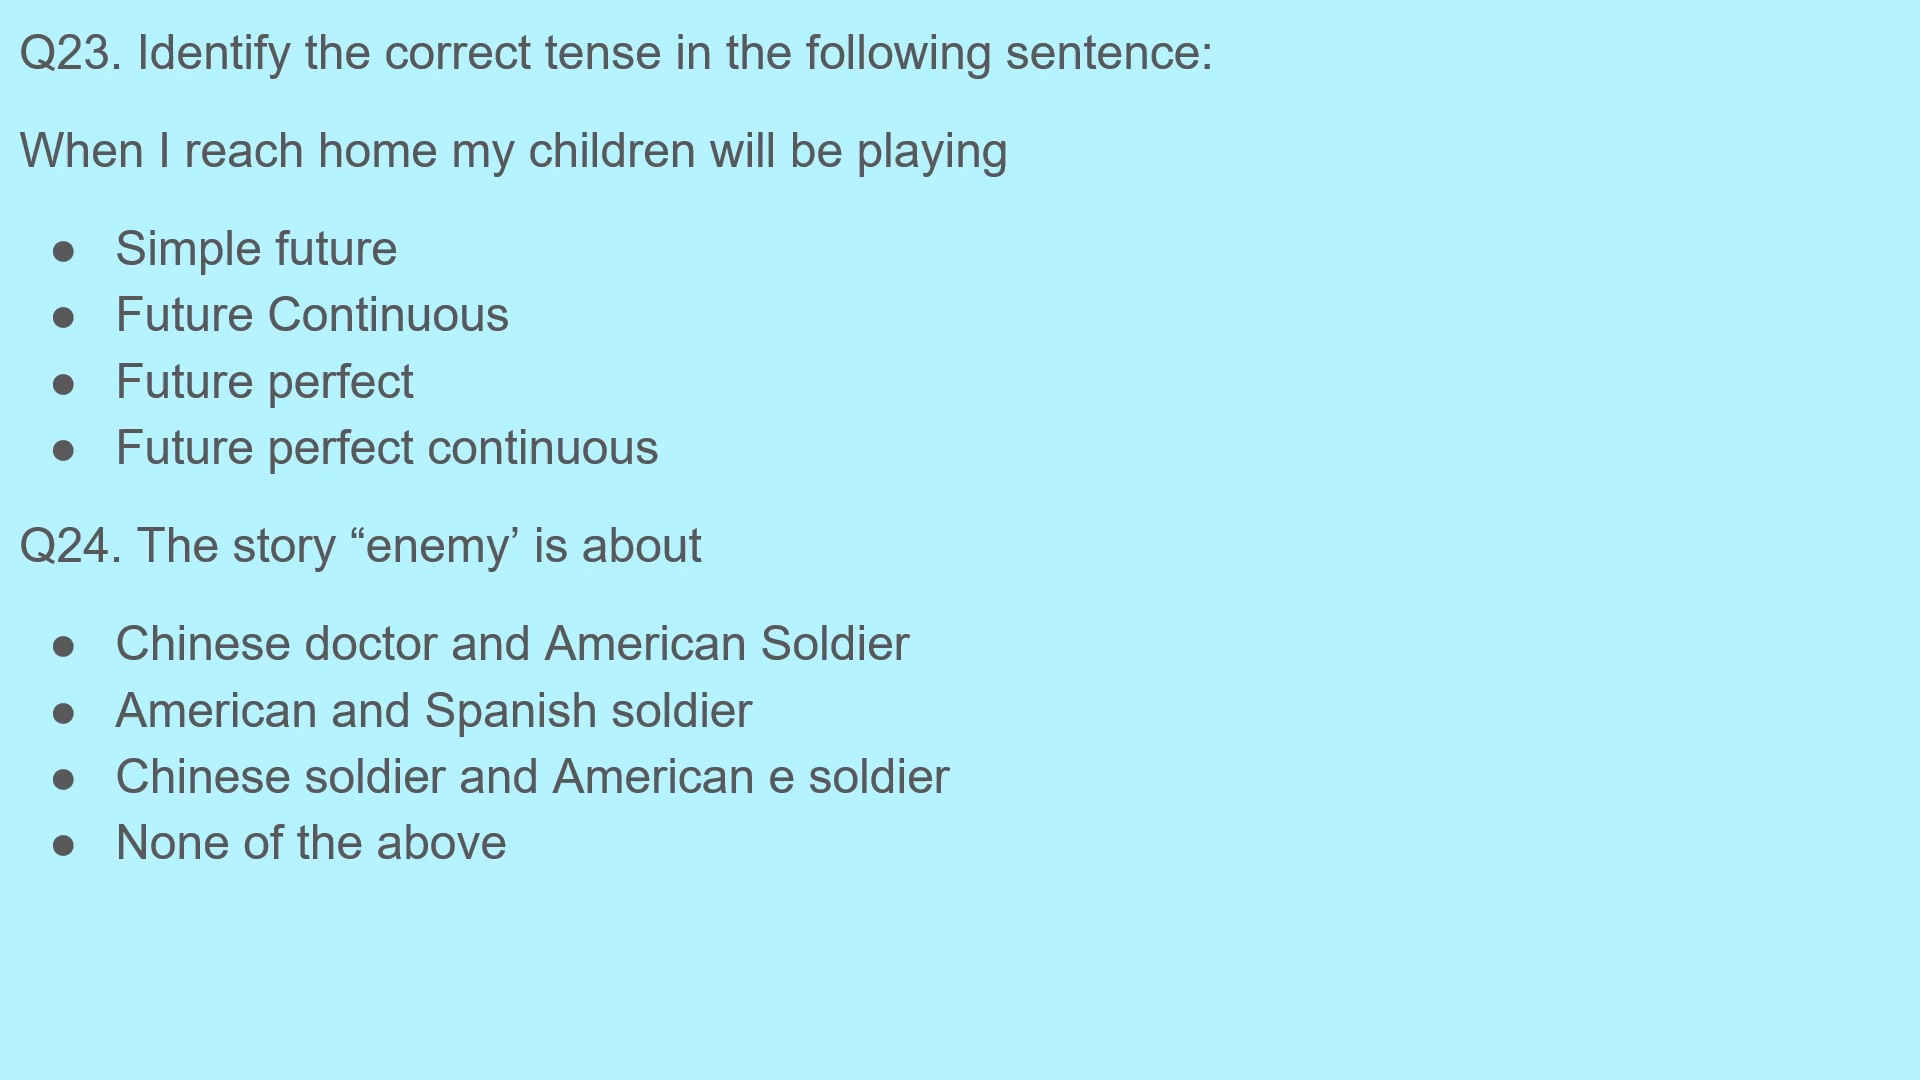 Q23. Identify the correct tense in the following sentence:
When I reach home my children will be playing
● Simple future
● Future Continuous
● Future perfect
● Future perfect continuous
Q24. The story “enemy’ is about
● Chinese doctor and American Soldier
● American and Spanish soldier
● Chinese soldier and American e soldier
● None of the above